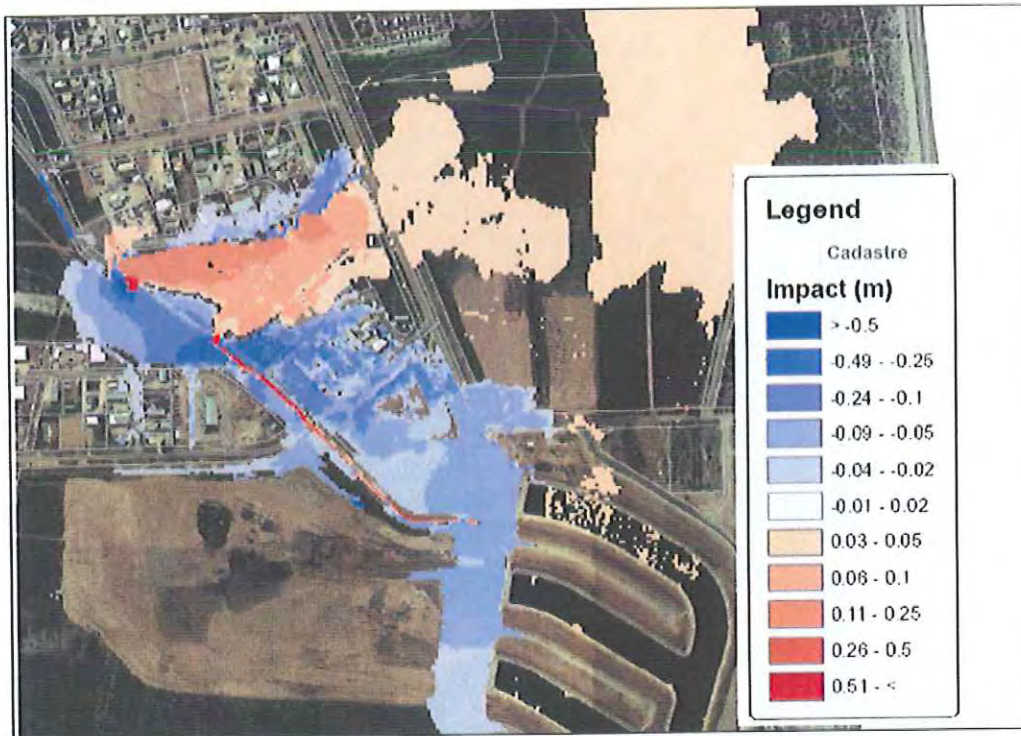 Legend
Cadastre
Impact (m)
> -0.5
-0.49 - -0.25
-0.24 - -0.1
-0.09 - -0.05
-0.04 - -0.02
-0.01 - 0.02
0.03 - 0.05
0.06 - 0.1
0.11 - 0.25
0.26 - 0.5
0.51 - <